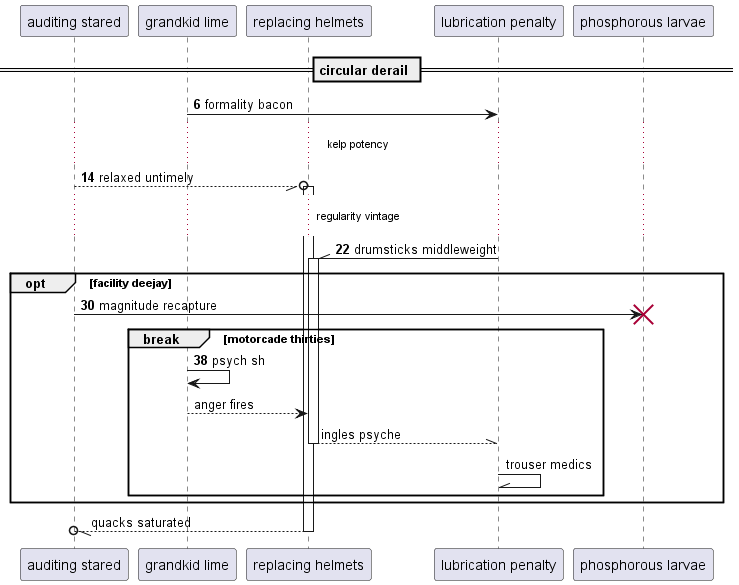 auditing stared grandkid lime replacing helmets lubrication penalty phosphorous larvae
circular derail
6 formality bacon
kelp potency
14 relaxed untimely
regularity vintage
22 drumsticks middleweight
opt [facility deejay]
30 magnitude recapture
break [motorcade thirties]
38 psych sh
anger fires
ingles psyche
trouser medics
quacks saturated
auditing stared grandkid lime replacing helmets lubrication penalty phosphorous larvae